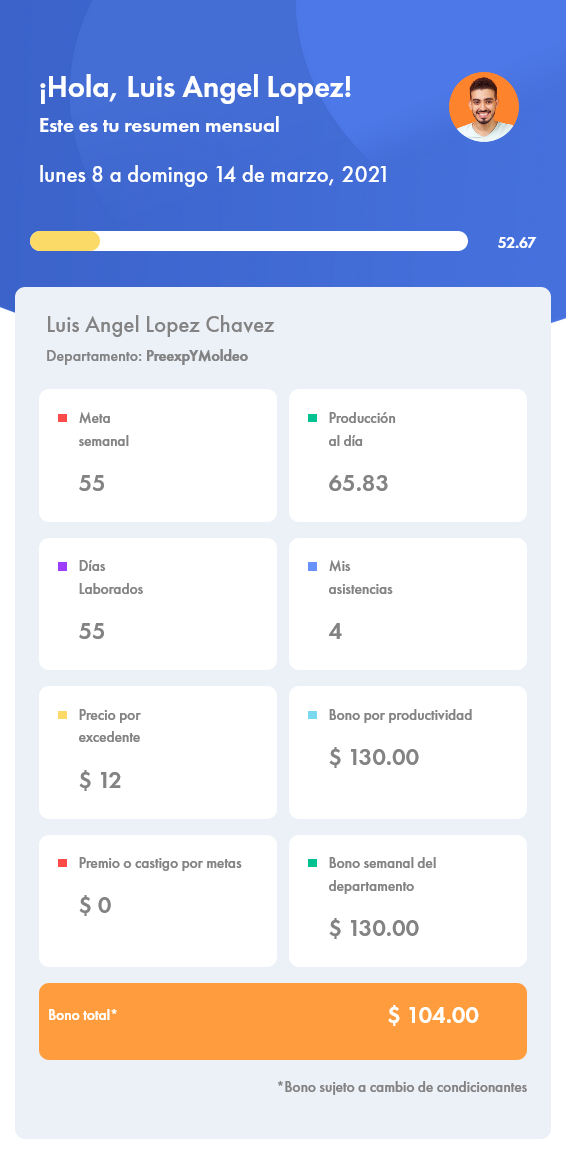 ¡Hola, Luis Angel Lopez!
Este es tu resumen mensual
lunes 8 a domingo 14 de marzo, 2021
52.67
Luis Angel Lopez Chavez
Departamento: PreexpYMoldeo
Meta
semanal
55
Producción
al día
65.83
Días
Laborados
55
Mis
asistencias
4
Precio por
excedente
$ 12
Bono por productividad
$ 130.00
Premio o castigo por metas
$ 0
Bono semanal del
departamento
$ 130.00
Bono total* $ 104.00
*Bono sujeto a cambio de condicionantes